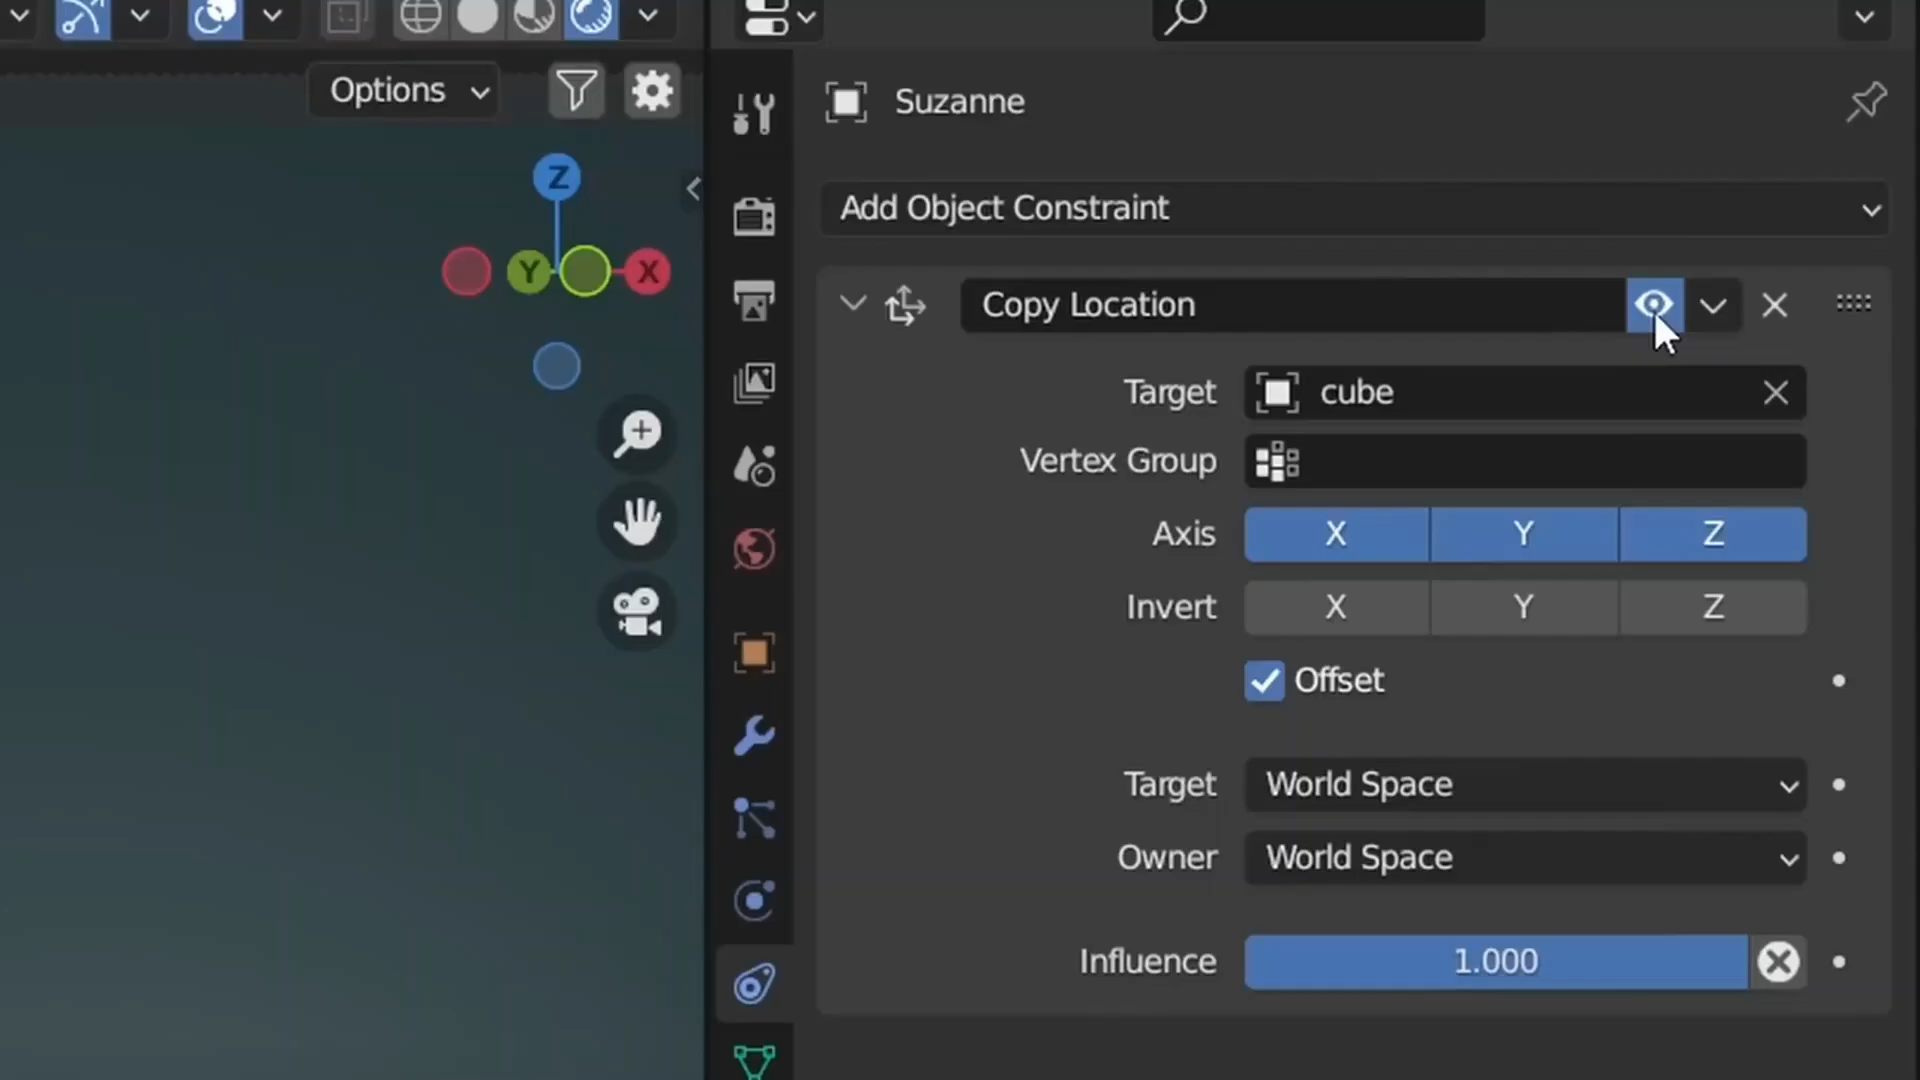 Options
Z
Y
X
Suzanne
Add Object Constraint
Copy Location
Target cube
Vertex Group
Axis X Y Z
Invert X Y Z
Offset
Target World Space
Owner World Space
Influence 1.000